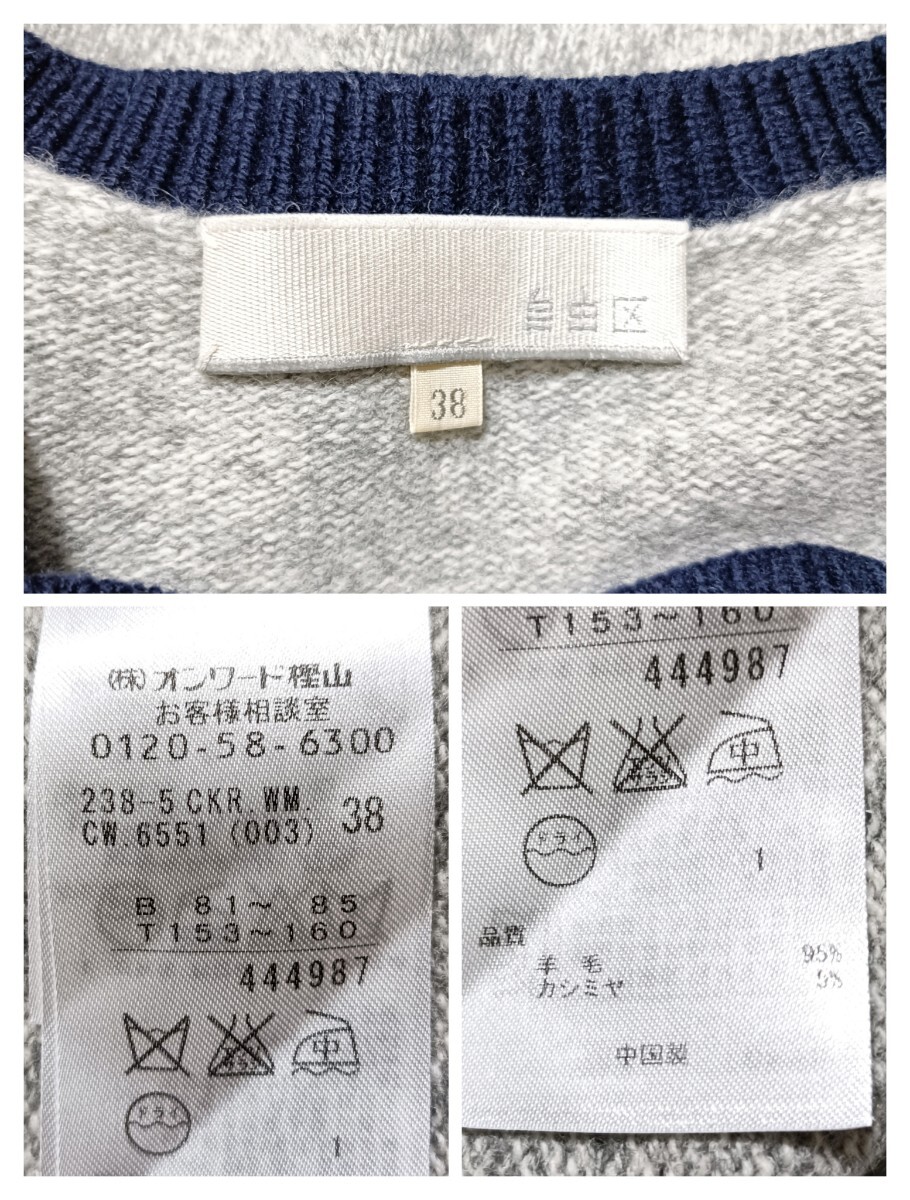 自由区
38
(株)オンワード樫山
お客様相談室
0120-58-6300
238-5 CKR.WM. 38
CW.6551 (003)
B 81~ 85
T153~160
444987
中
ドライ
1
T153~160
444987
中
ドライ
1
品質
羊毛 95%
カシミヤ 5%
中国製